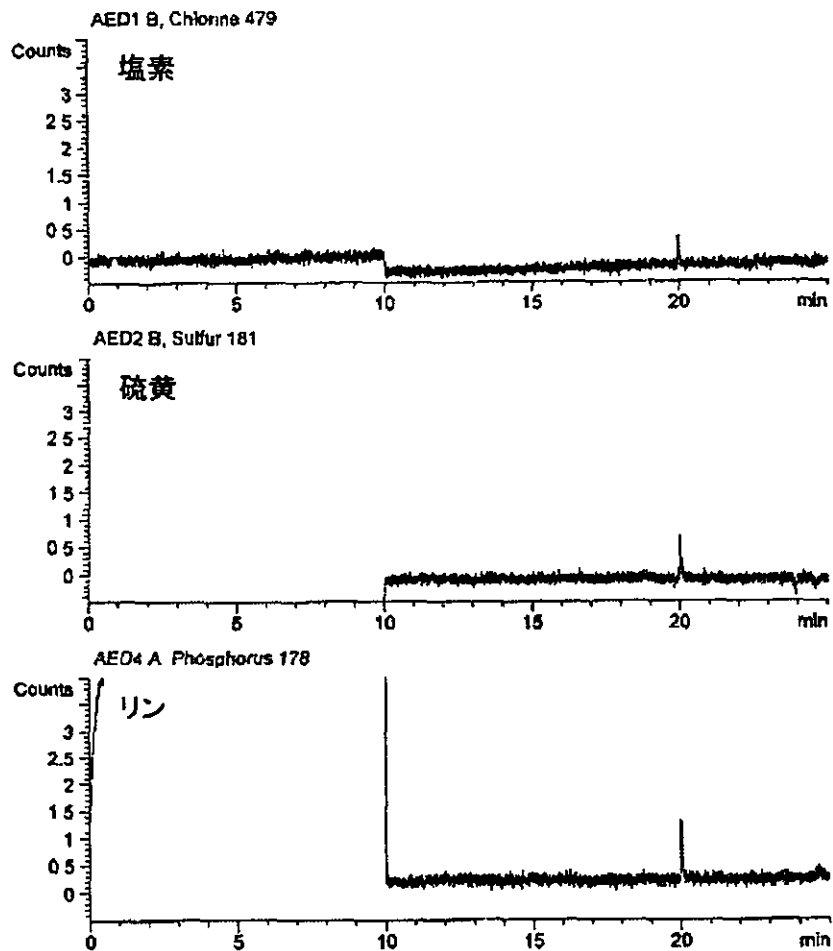 AED1 B, Chlorine 479
Counts
塩素
3
2 5
2
1.5
1
0 5
0
0 5 10 15 20 min
AED2 B, Sulfur 181
Counts
硫黄
3
2 5
2
1 5
1
0 5
0
0 5 10 15 20 min
AED4 A Phosphorus 178
Counts
リン
3
2.5
2
1 5
1
0 5
0
0 5 10 15 20 min